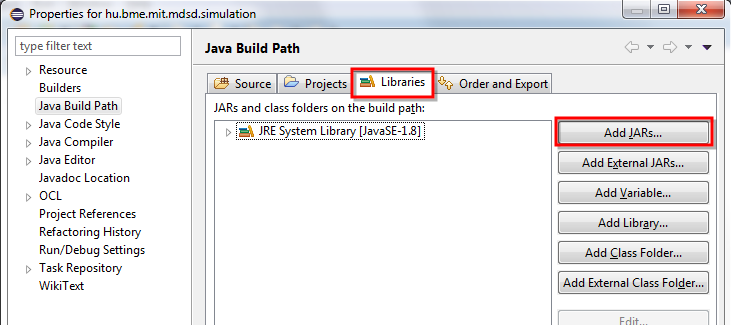 Properties for hu.bme.mit.mdsd.simulation
type filter text
Resource
Builders
Java Build Path
Java Code Style
Java Compiler
Java Editor
Javadoc Location
OCL
Project References
Refactoring History
Run/Debug Settings
Task Repository
WikiText
Java Build Path
Source Projects Libraries Order and Export
JARs and class folders on the build path:
JRE System Library [JavaSE-1.8]
Add JARs...
Add External JARs...
Add Variable...
Add Library...
Add Class Folder...
Add External Class Folder...
Edit...